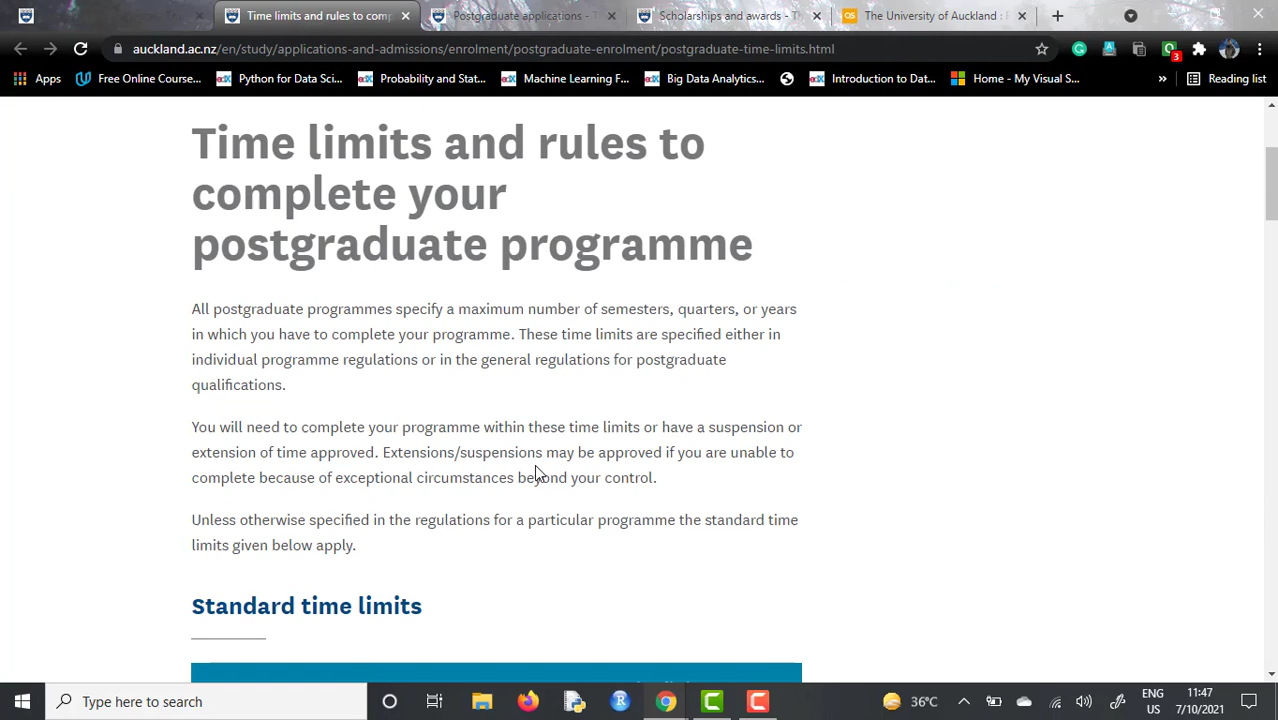 Time limits and rules to comp
Postgraduate applications - T
Scholarships and awards - Th
QS
The University of Auckland : F
auckland.ac.nz/en/study/applications-and-admissions/enrolment/postgraduate-enrolment/postgraduate-time-limits.html
3
Apps
Free Online Course...
edX
Python for Data Sci...
edX
Probability and Stat...
edX
Machine Learning F...
edX
Big Data Analytics...
edX
Introduction to Dat...
Home - My Visual S...
»
Reading list
Time limits and rules to
complete your
postgraduate programme
All postgraduate programmes specify a maximum number of semesters, quarters, or years
in which you have to complete your programme. These time limits are specified either in
individual programme regulations or in the general regulations for postgraduate
qualifications.
You will need to complete your programme within these time limits or have a suspension or
extension of time approved. Extensions/suspensions may be approved if you are unable to
complete because of exceptional circumstances beyond your control.
Unless otherwise specified in the regulations for a particular programme the standard time
limits given below apply.
Standard time limits
Type here to search
36°C
ENG
US
11:47
7/10/2021